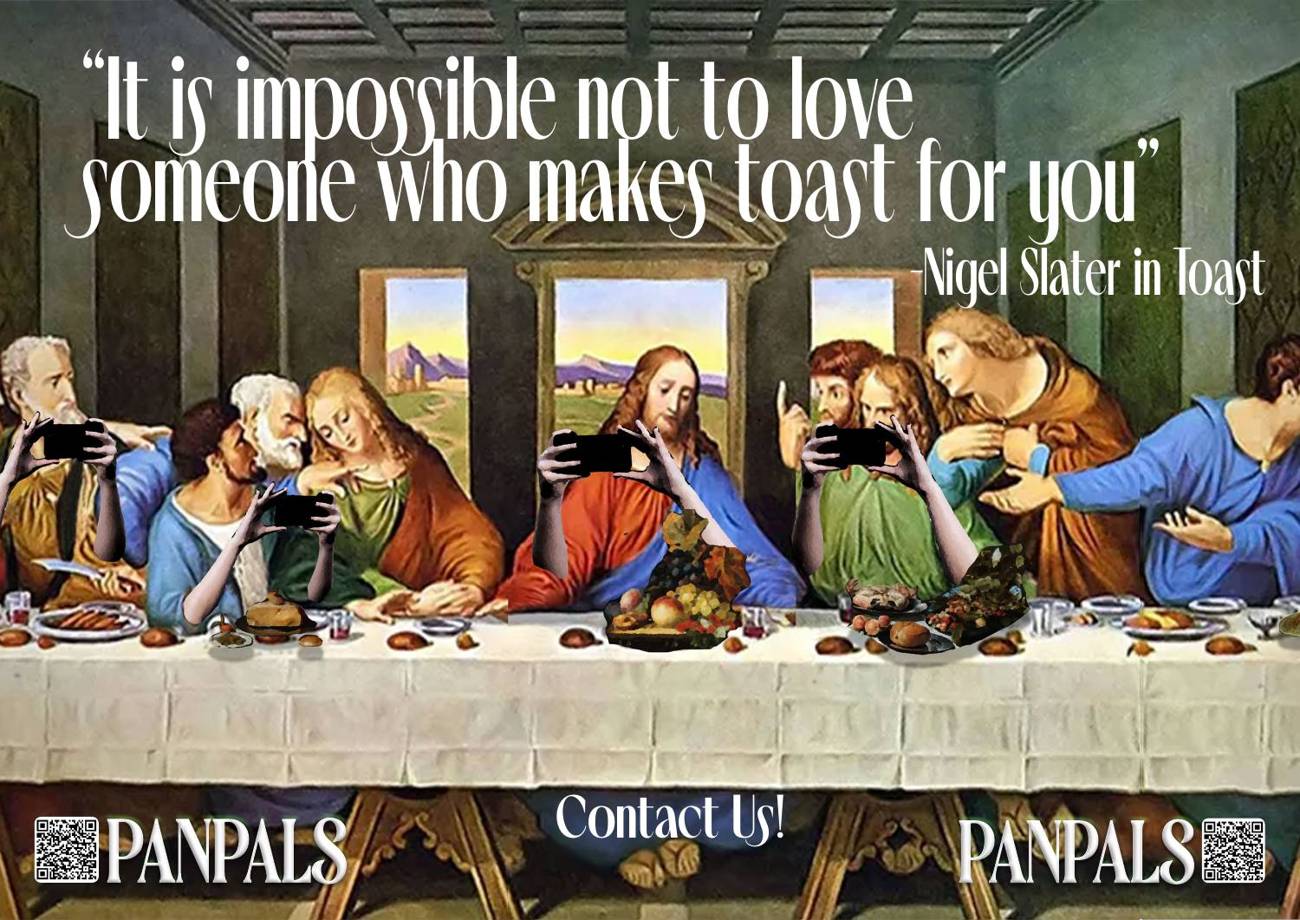 “It is impossible not to love
someone who makes toast for you”
-Nigel Slater in Toast
Contact Us!
PANPALS
PANPALS